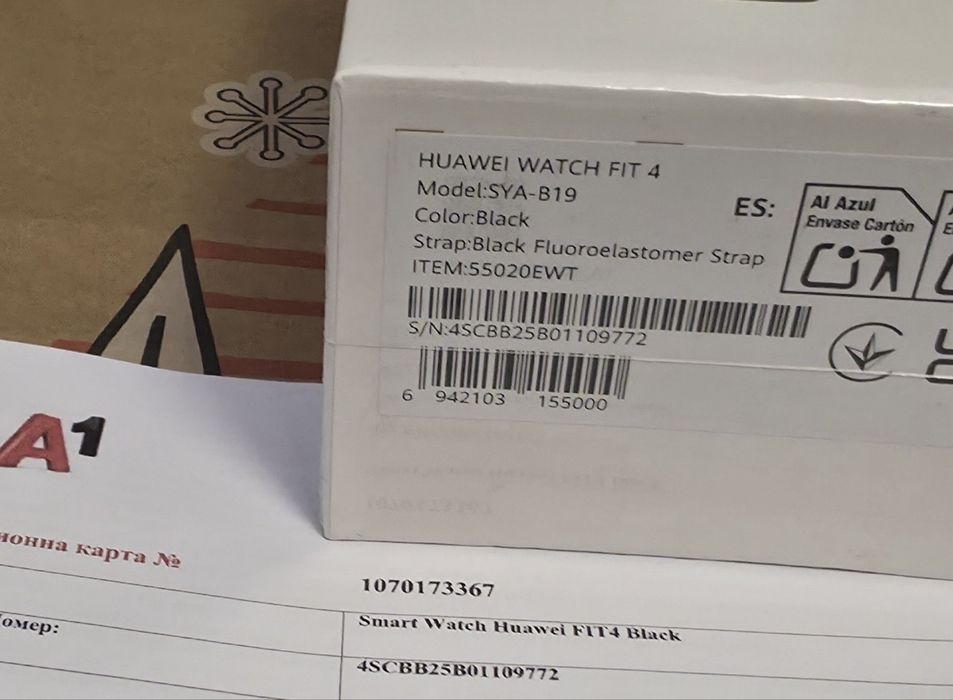 HUAWEI WATCH FIT 4
Model:SYA-B19
Color:Black
Strap:Black Fluoroelastomer Strap
ITEM:55020EWT
S/N:4SCBB25B01109772
6 942103 155000
ES:
Al Azul
Envase Cartón
A1
ионна карта №
1070173367
омер:
Smart Watch Huawei FIT4 Black
4SCBB25B01109772